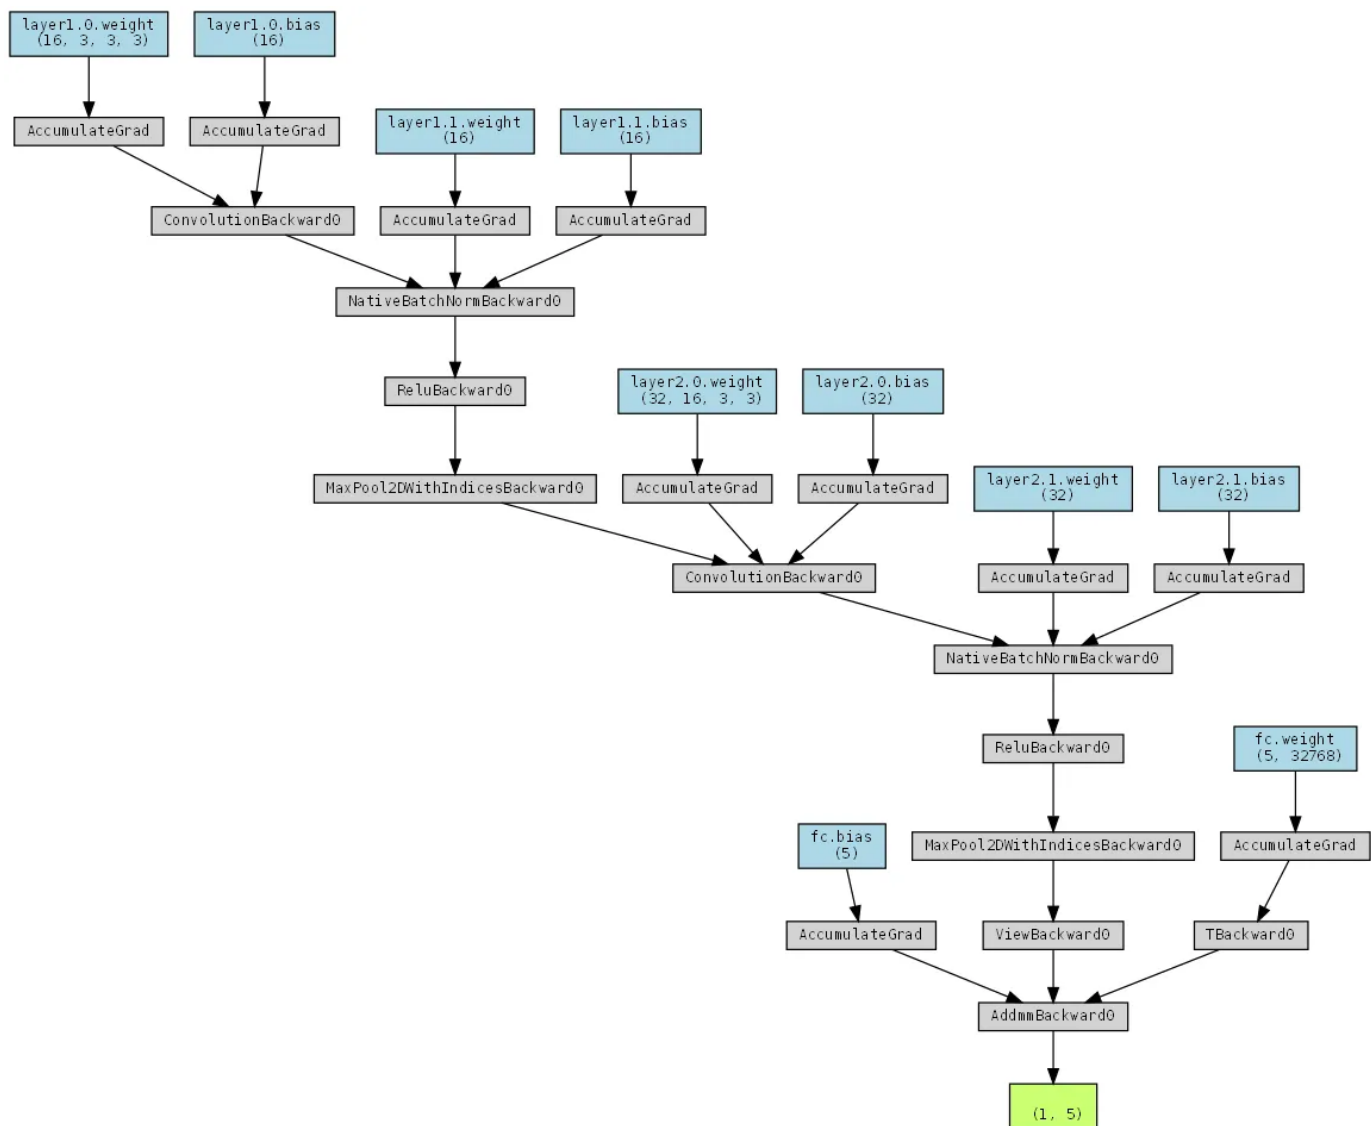 layer1.0.weight
(16, 3, 3, 3)
layer1.0.bias
(16)
AccumulateGrad
AccumulateGrad
layer1.1.weight
(16)
layer1.1.bias
(16)
ConvolutionBackward0
AccumulateGrad
AccumulateGrad
NativeBatchNormBackward0
ReluBackward0
layer2.0.weight
(32, 16, 3, 3)
layer2.0.bias
(32)
MaxPool2DWithIndicesBackward0
AccumulateGrad
AccumulateGrad
layer2.1.weight
(32)
layer2.1.bias
(32)
ConvolutionBackward0
AccumulateGrad
AccumulateGrad
NativeBatchNormBackward0
ReluBackward0
fc.weight
(5, 32768)
fc.bias
(5)
MaxPool2DWithIndicesBackward0
AccumulateGrad
AccumulateGrad
ViewBackward0
TBackward0
AddmmBackward0
(1, 5)